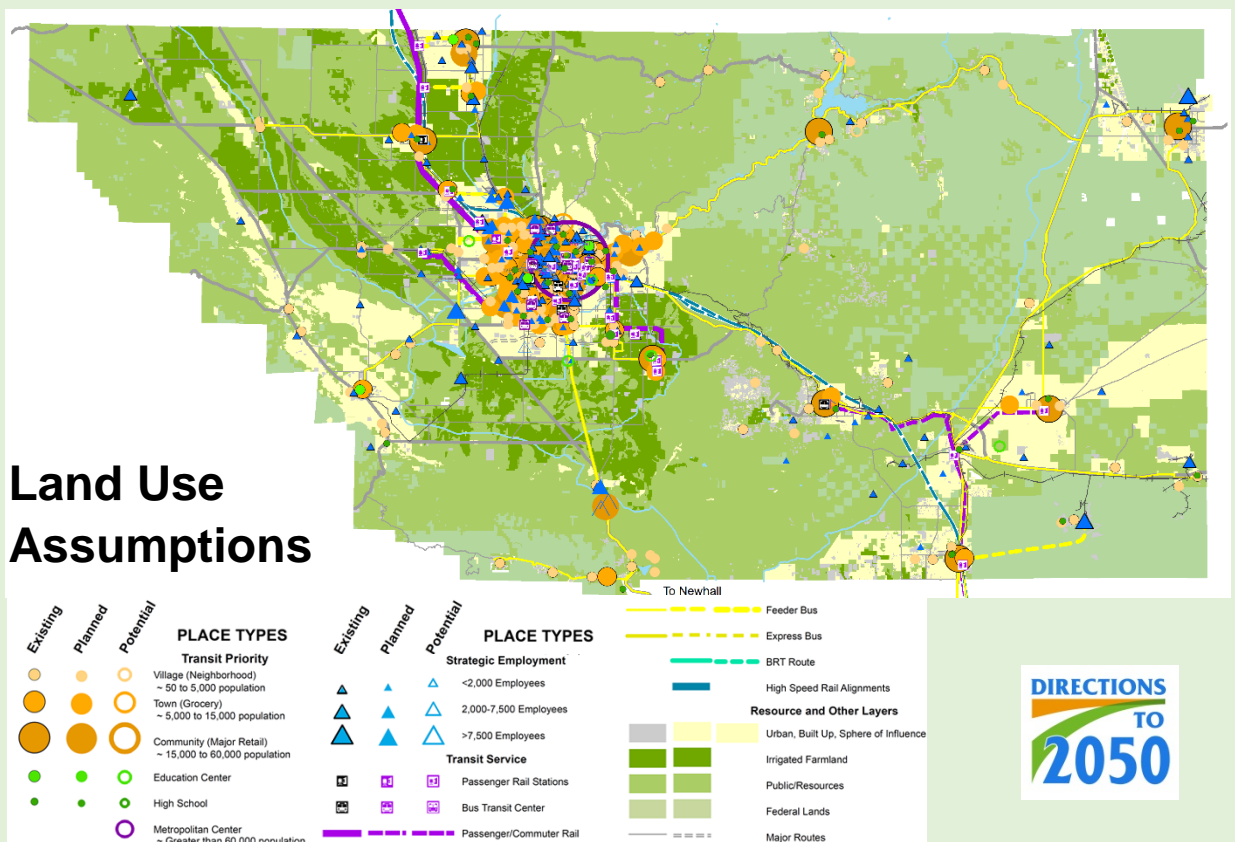 Land Use
Assumptions
To Newhall
Existing
Planned
Potential
PLACE TYPES
Transit Priority
Village (Neighborhood)
~ 50 to 5,000 population
Town (Grocery)
~ 5,000 to 15,000 population
Community (Major Retail)
~ 15,000 to 60,000 population
Education Center
High School
Metropolitan Center
~ Greater than 60,000 population
Existing
Planned
Potential
PLACE TYPES
Strategic Employment
<2,000 Employees
2,000-7,500 Employees
>7,500 Employees
Transit Service
Passenger Rail Stations
Bus Transit Center
Passenger/Commuter Rail
Feeder Bus
Express Bus
BRT Route
High Speed Rail Alignments
Resource and Other Layers
Urban, Built Up, Sphere of Influence
Irrigated Farmland
Public/Resources
Federal Lands
Major Routes
DIRECTIONS
TO
2050